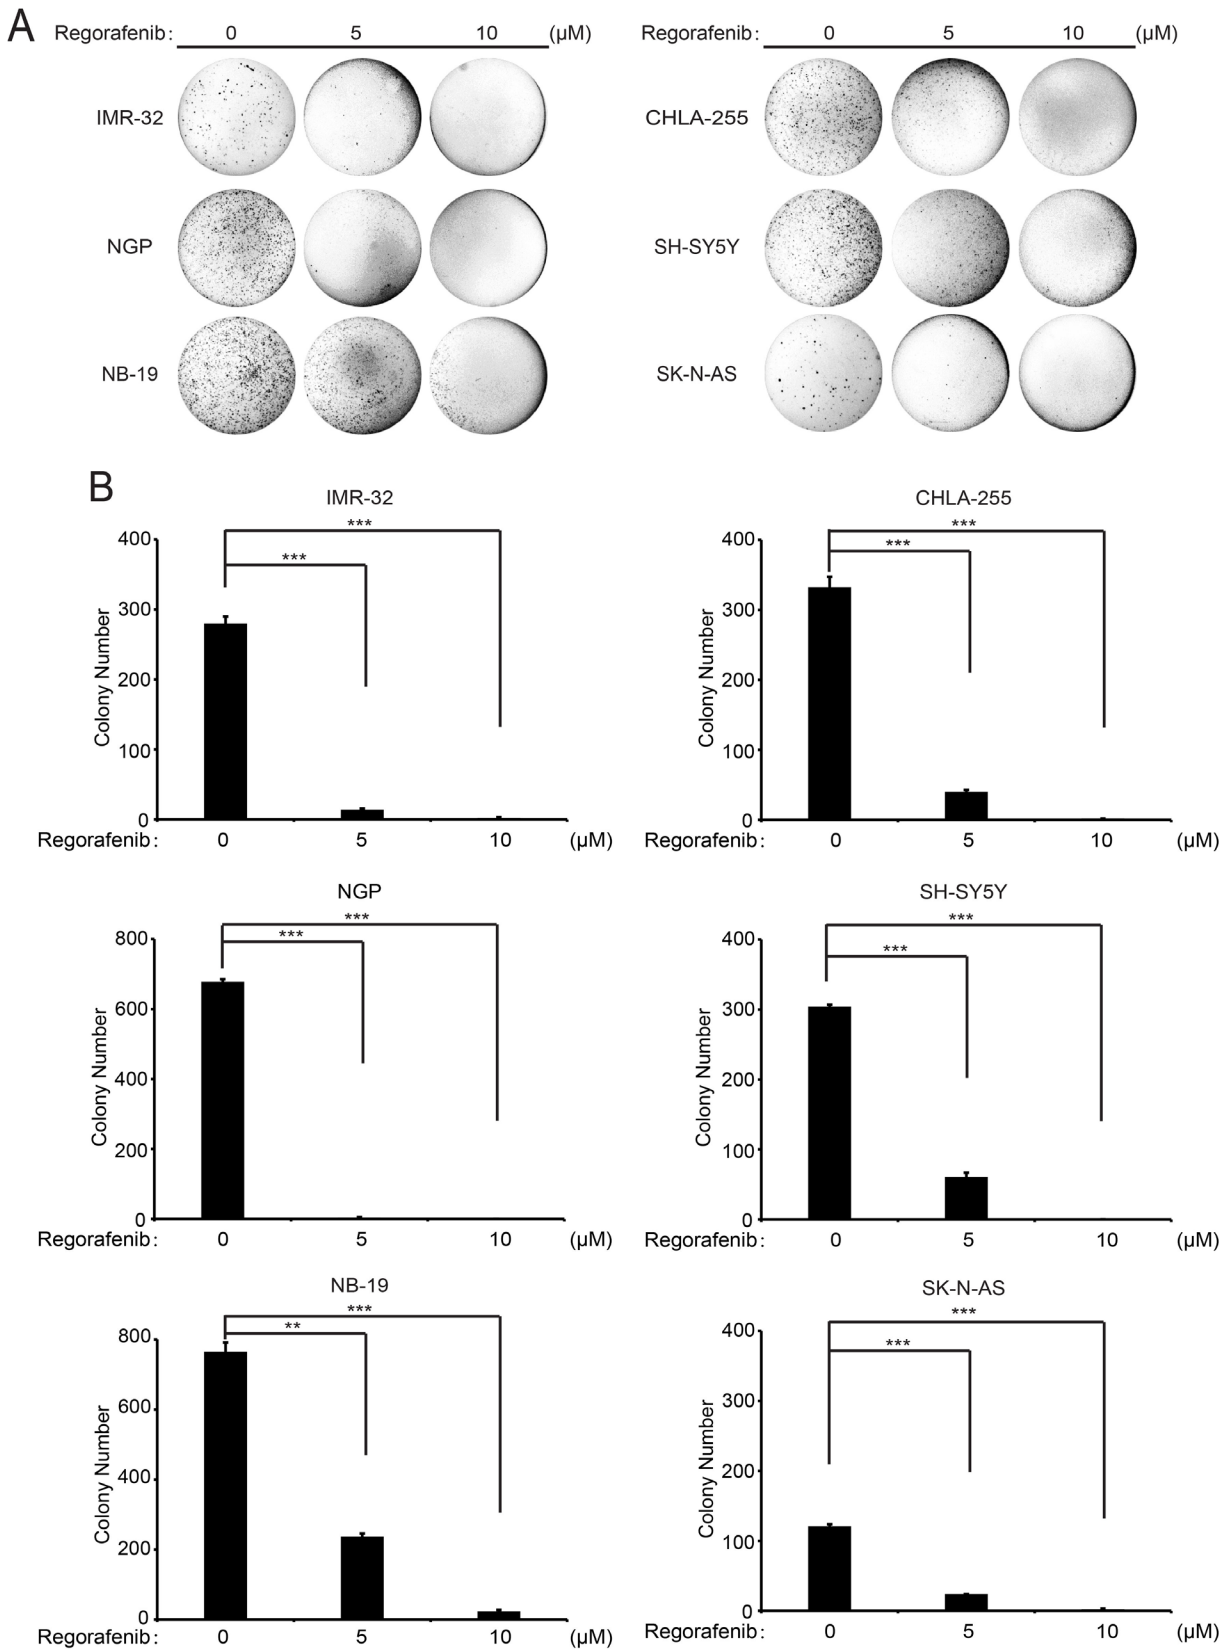 A
Regorafenib: 0 5 10 (μM)
IMR-32
NGP
NB-19
Regorafenib: 0 5 10 (μM)
CHLA-255
SH-SY5Y
SK-N-AS
B
IMR-32
***
***
400
300
200
100
0
Colony Number
Regorafenib: 0 5 10 (μM)
CHLA-255
***
***
400
300
200
100
0
Colony Number
Regorafenib: 0 5 10 (μM)
NGP
***
***
800
600
400
200
0
Colony Number
Regorafenib: 0 5 10 (μM)
SH-SY5Y
***
***
400
300
200
100
0
Colony Number
Regorafenib: 0 5 10 (μM)
NB-19
***
**
800
600
400
200
0
Colony Number
Regorafenib: 0 5 10 (μM)
SK-N-AS
***
***
400
300
200
100
0
Colony Number
Regorafenib: 0 5 10 (μM)